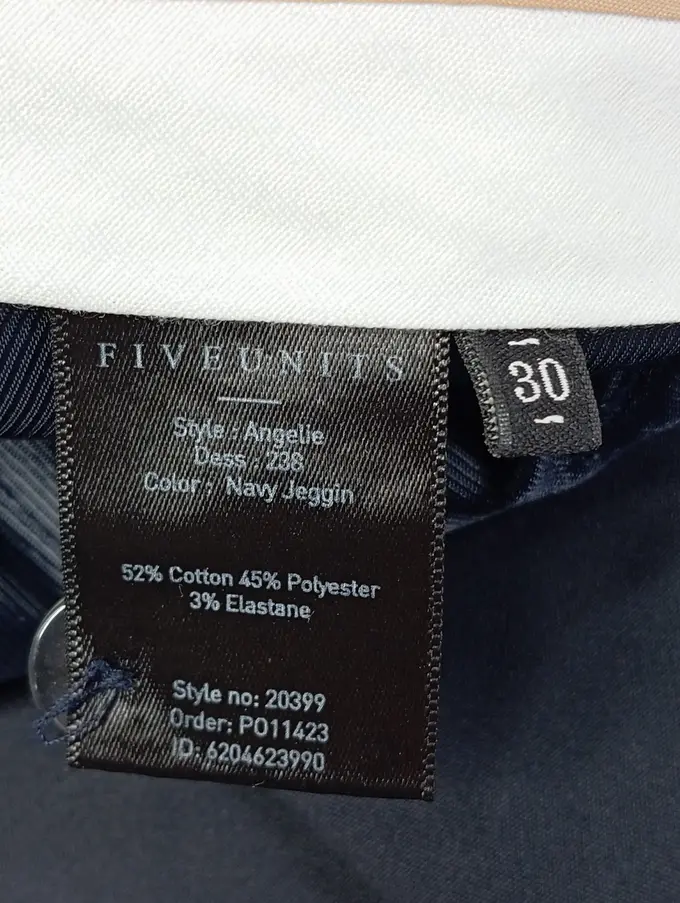 FIVEUNITS
Style : Angelie
Dess : 238
Color : Navy Jeggin
52% Cotton 45% Polyester
3% Elastane
Style no: 20399
Order: PO11423
ID: 6204623990
30